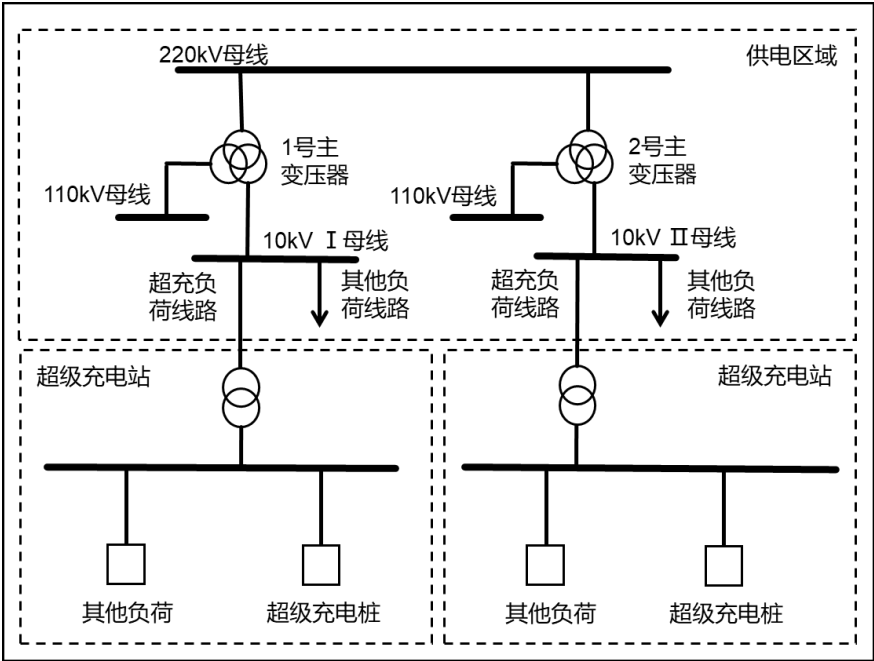 220kV母线
供电区域
1号主
变压器
2号主
变压器
110kV母线
110kV母线
10kV Ⅰ母线
10kV Ⅱ母线
超充负
荷线路
其他负
荷线路
超充负
荷线路
其他负
荷线路
超级充电站
超级充电站
其他负荷
超级充电桩
其他负荷
超级充电桩